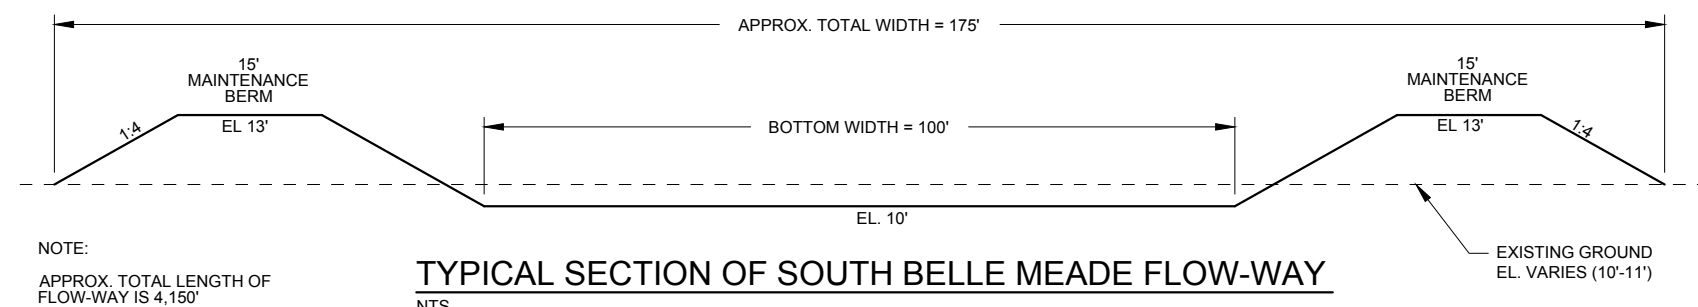 APPROX. TOTAL WIDTH = 175'
15'
MAINTENANCE
BERM
EL 13'
1:4
BOTTOM WIDTH = 100'
15'
MAINTENANCE
BERM
EL 13'
1:4
EL. 10'
NOTE:
APPROX. TOTAL LENGTH OF
FLOW-WAY IS 4,150'
TYPICAL SECTION OF SOUTH BELLE MEADE FLOW-WAY
NTS
EXISTING GROUND
EL. VARIES (10'-11')